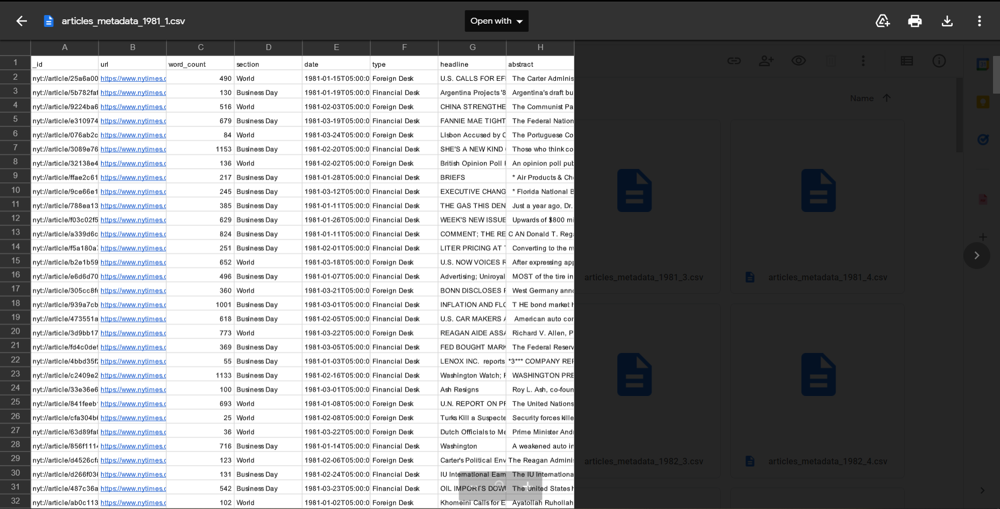 articles_metadata_1981_1.csv Open with
A B C D E F G H
1 _id url word_count section date type headline abstract
2 nyt://article/25a6a00 https://www.nytimes.c 490 World 1981-01-15T05:00:0 Foreign Desk U.S. CALLS FOR EFI The Carter Adminis
3 nyt://article/5b782faf https://www.nytimes.c 130 Business Day 1981-01-19T05:00:0 Financial Desk Argentina Projects '8 Argentina's draft bu
4 nyt://article/9224ba6 https://www.nytimes.c 516 World 1981-02-03T05:00:0 Foreign Desk CHINA STRENGTHE The Communist Pa
5 nyt://article/e310974 https://www.nytimes.c 679 Business Day 1981-03-19T05:00:0 Financial Desk FANNIE MAE TIGHT The Federal Nation
6 nyt://article/076ab2c https://www.nytimes.c 84 World 1981-03-24T05:00:0 Foreign Desk Lisbon Accused by C The Portuguese Co
7 nyt://article/3089e76 https://www.nytimes.c 1153 Business Day 1981-02-20T05:00:0 Financial Desk SHE'S A NEW KIND Those who think co
8 nyt://article/32138e4 https://www.nytimes.c 136 World 1981-02-02T05:00:0 Foreign Desk British Opinion Poll An opinion poll pub
9 nyt://article/ffae2c61 https://www.nytimes.c 217 Business Day 1981-01-28T05:00:0 Financial Desk BRIEFS * Air Products & Che
10 nyt://article/9ce66e1 https://www.nytimes.c 245 Business Day 1981-03-12T05:00:0 Financial Desk EXECUTIVE CHANG * Florida National B
11 nyt://article/788ea13 https://www.nytimes.c 385 Business Day 1981-01-11T05:00:0 Financial Desk THE GAS THIS DEN Just a year ago, Dr.
12 nyt://article/f03c02f5 https://www.nytimes.c 629 Business Day 1981-01-26T05:00:0 Financial Desk WEEK'S NEW ISSUE Upwards of $800 mi
13 nyt://article/a339d6c https://www.nytimes.c 824 Business Day 1981-01-11T05:00:0 Financial Desk COMMENT; THE RE C AN Donald T. Rega
14 nyt://article/f5a180a https://www.nytimes.c 251 Business Day 1981-02-01T05:00:0 Financial Desk LITER PRICING AT Converting to the m
15 nyt://article/b2e1b59 https://www.nytimes.c 652 World 1981-03-18T05:00:0 Foreign Desk U.S. NOW VOICES R After expressing app
16 nyt://article/e6d6d70 https://www.nytimes.c 496 Business Day 1981-01-07T05:00:0 Financial Desk Advertising; Uniroyal MOST of the tire in
17 nyt://article/305cc8f https://www.nytimes.c 360 World 1981-03-21T05:00:0 Foreign Desk BONN DISCLOSES West Germany anno
18 nyt://article/939a7cb https://www.nytimes.c 1001 Business Day 1981-03-01T05:00:0 Financial Desk INFLATION AND FLO T HE bond market h
19 nyt://article/473551a https://www.nytimes.c 618 Business Day 1981-02-05T05:00:0 Financial Desk U.S. CAR MAKERS American auto cor
20 nyt://article/3d9bb17 https://www.nytimes.c 773 World 1981-03-22T05:00:0 Foreign Desk REAGAN AIDE ASSA Richard V. Allen, P
21 nyt://article/fd4c0de https://www.nytimes.c 369 Business Day 1981-03-05T05:00:0 Financial Desk FED BOUGHT MARK The Federal Reserv
22 nyt://article/4bbd35f https://www.nytimes.c 55 Business Day 1981-01-03T05:00:0 Financial Desk LENOX INC. reports *3*** COMPANY REP
23 nyt://article/c2409e2 https://www.nytimes.c 1133 Business Day 1981-02-16T05:00:0 Financial Desk Washington Watch; WASHINGTON PRE
24 nyt://article/33e36e6 https://www.nytimes.c 100 Business Day 1981-03-01T05:00:0 Financial Desk Ash Resigns Roy L. Ash, co-foun
25 nyt://article/841feeb https://www.nytimes.c 693 World 1981-01-08T05:00:0 Foreign Desk U.N. REPORT ON PF The United Nations
26 nyt://article/cfa304b https://www.nytimes.c 25 World 1981-02-08T05:00:0 Foreign Desk Turks Kill a Suspecte Security forces kille
27 nyt://article/63d89fa https://www.nytimes.c 36 World 1981-03-22T05:00:0 Foreign Desk Dutch Officials to Me Prime Minister Andr
28 nyt://article/856f111 https://www.nytimes.c 716 Business Day 1981-01-14T05:00:0 Financial Desk Washington A weakened auto in
29 nyt://article/d4526cf https://www.nytimes.c 123 World 1981-02-06T05:00:0 Foreign Desk Carter's Political Env The Reagan Adminis
30 nyt://article/d266f03 https://www.nytimes.c 131 Business Day 1981-02-24T05:00:0 Financial Desk IU International Earn The IU Internationa
31 nyt://article/487c36a https://www.nytimes.c 542 Business Day 1981-03-23T05:00:0 Financial Desk OIL IMPORTS DOW The United States h
32 nyt://article/ab0c113 https://www.nytimes.c 102 World 1981-01-02T05:00:0 Foreign Desk Khomeini Calls for E Ayatollah Ruhollah
Name
articles_metadata_1981_3.csv articles_metadata_1981_4.csv
articles_metadata_1982_3.csv articles_metadata_1982_4.csv
31